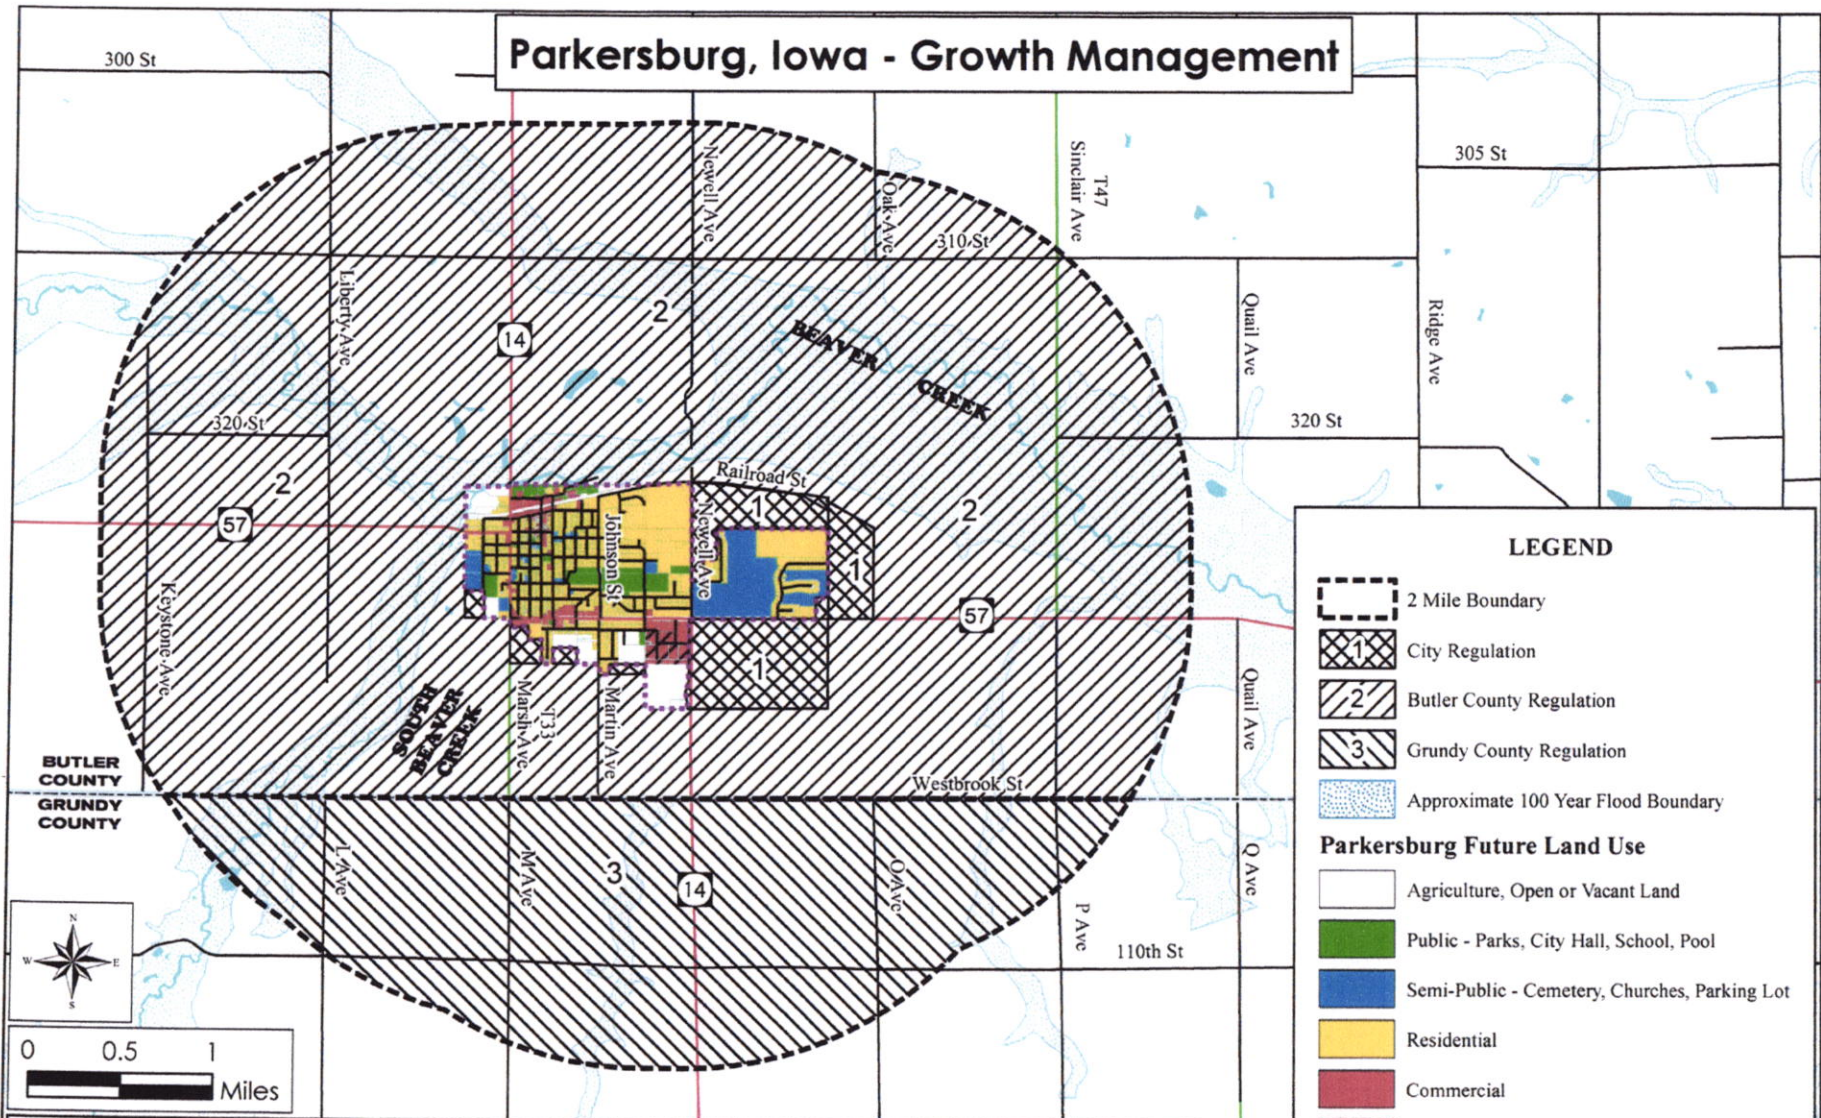 Parkersburg, Iowa - Growth Management
300 St
305 St
Newell Ave
Oak Ave
Sinclair Ave
T47
310 St
Liberty Ave
2
14
BEAVER
CREEK
Quail Ave
Ridge Ave
320 St
320 St
2
57
Railroad St
1
2
Johnson St
Newell Ave
1
57
Keystone Ave
1
SOUTH
BEAVER
CREEK
Marsh Ave
T33
Martin Ave
Quail Ave
BUTLER
COUNTY
GRUNDY
COUNTY
Westbrook St
L Ave
M Ave
3
14
O Ave
P Ave
Q Ave
110th St
N
W
E
S
0 0.5 1
Miles
LEGEND
2 Mile Boundary
1 City Regulation
2 Butler County Regulation
3 Grundy County Regulation
Approximate 100 Year Flood Boundary
Parkersburg Future Land Use
Agriculture, Open or Vacant Land
Public - Parks, City Hall, School, Pool
Semi-Public - Cemetery, Churches, Parking Lot
Residential
Commercial